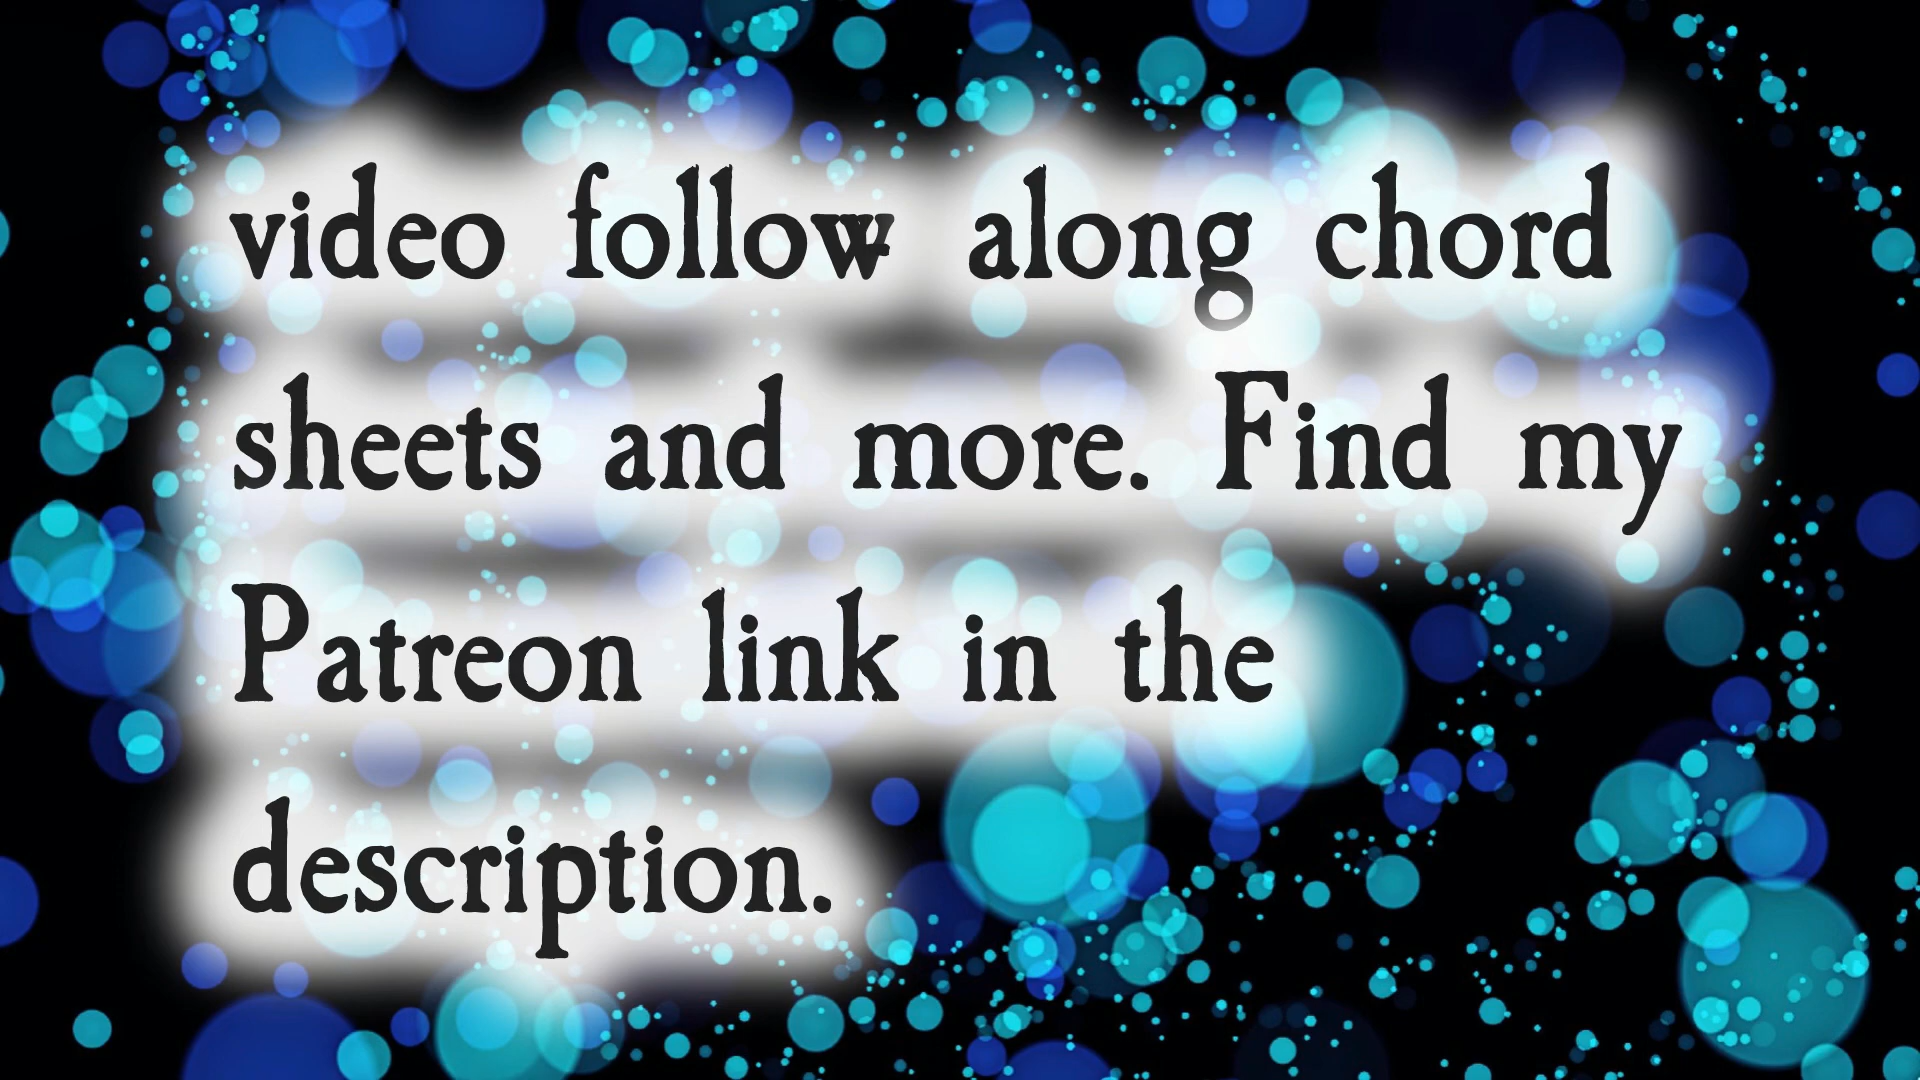 video follow along chord
sheets and more. Find my
Patreon link in the
description.